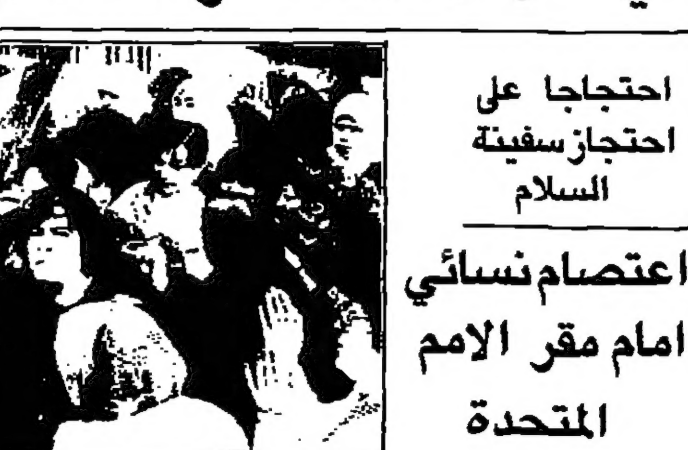 احتجاجا على
احتجاز سفينة
السلام
اعتصام نسائي
امام مقر الامم
المتحدة